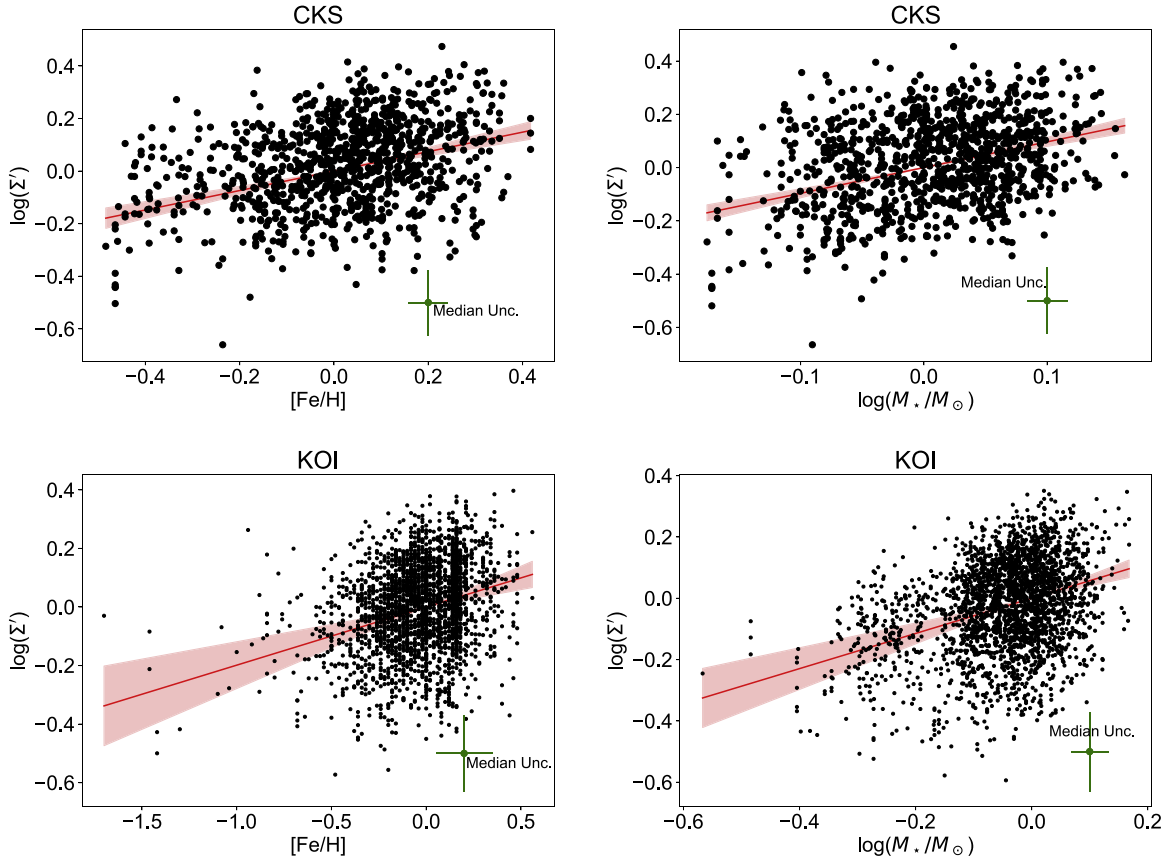 CKS
log(Σ′)
0.4
0.2
0.0
−0.2
−0.4
−0.6
Median Unc.
−0.4 −0.2 0.0 0.2 0.4
[Fe/H]
CKS
log(Σ′)
0.4
0.2
0.0
−0.2
−0.4
−0.6
Median Unc.
−0.1 0.0 0.1
log(M⋆/M⊙)
KOI
log(Σ′)
0.4
0.2
0.0
−0.2
−0.4
−0.6
Median Unc.
−1.5 −1.0 −0.5 0.0 0.5
[Fe/H]
KOI
log(Σ′)
0.4
0.2
0.0
−0.2
−0.4
−0.6
Median Unc.
−0.6 −0.4 −0.2 0.0 0.2
log(M⋆/M⊙)